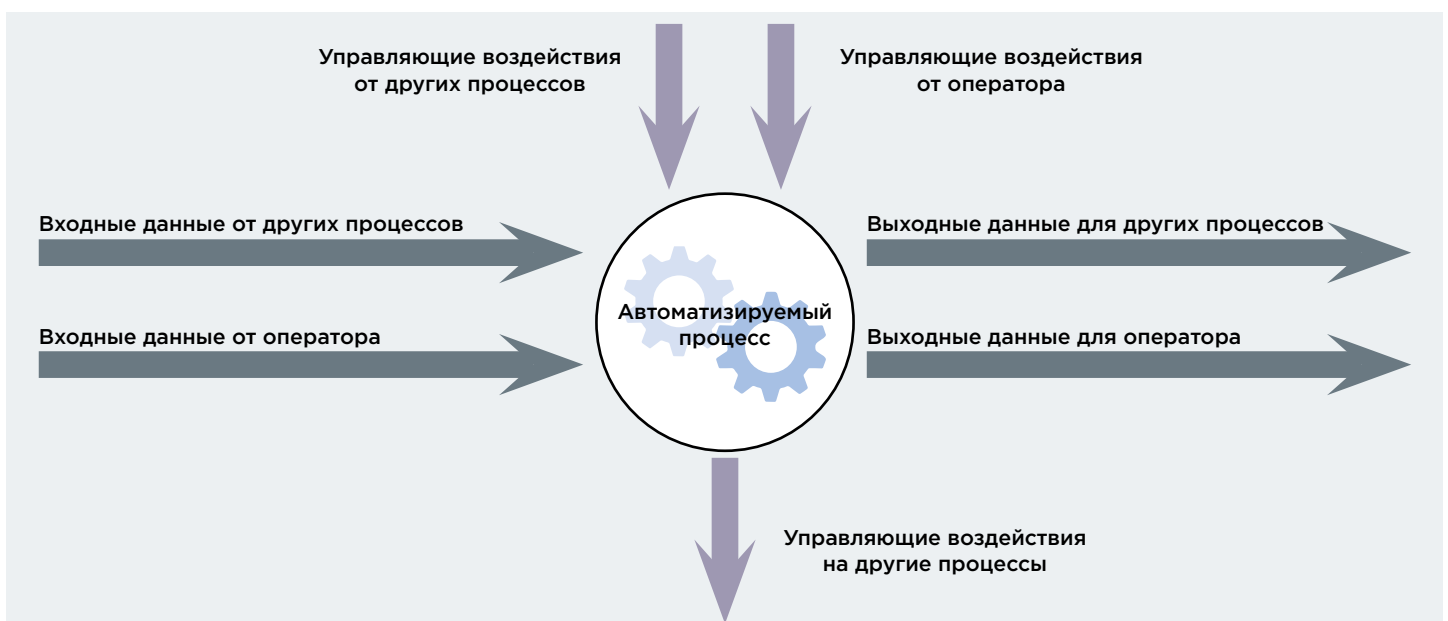 Управляющие воздействия
от других процессов
Управляющие воздействия
от оператора
Входные данные от других процессов
Выходные данные для других процессов
Автоматизируемый
процесс
Входные данные от оператора
Выходные данные для оператора
Управляющие воздействия
на другие процессы